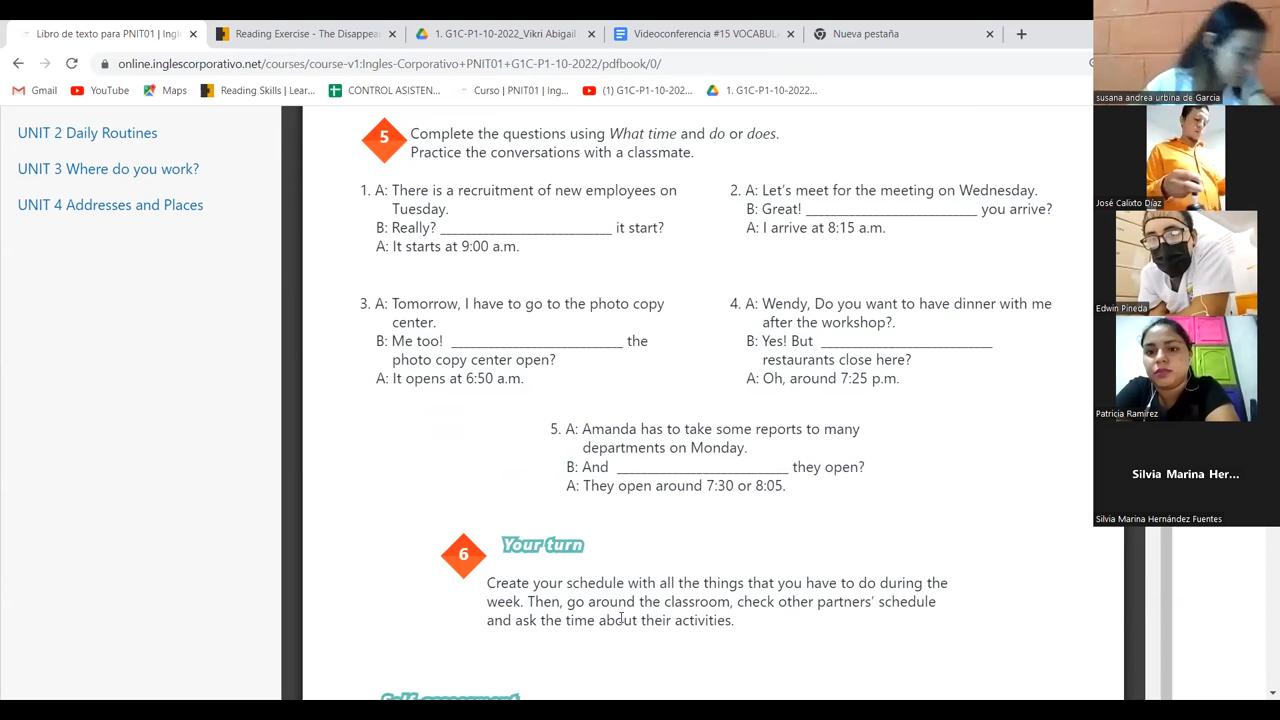 Libro de texto para PNIT01 | Ingl
Reading Exercise - The Disappea
1. G1C-P1-10-2022_Vikri Abigail
Videoconferencia #15 VOCABUL
Nueva pestaña
online.inglescorporativo.net/courses/course-v1:Ingles-Corporativo+PNIT01+G1C-P1-10-2022/pdfbook/0/
Gmail
YouTube
Maps
Reading Skills | Lear...
CONTROL ASISTEN...
Curso | PNIT01 | Ing...
(1) G1C-P1-10-202...
1. G1C-P1-10-2022...
UNIT 2 Daily Routines
UNIT 3 Where do you work?
UNIT 4 Addresses and Places
5
Complete the questions using What time and do or does.
Practice the conversations with a classmate.
1. A: There is a recruitment of new employees on
Tuesday.
B: Really? ________________________ it start?
A: It starts at 9:00 a.m.
2. A: Let's meet for the meeting on Wednesday.
B: Great! ________________________ you arrive?
A: I arrive at 8:15 a.m.
3. A: Tomorrow, I have to go to the photo copy
center.
B: Me too! ________________________ the
photo copy center open?
A: It opens at 6:50 a.m.
4. A: Wendy, Do you want to have dinner with me
after the workshop?.
B: Yes! But ________________________
restaurants close here?
A: Oh, around 7:25 p.m.
5. A: Amanda has to take some reports to many
departments on Monday.
B: And ________________________ they open?
A: They open around 7:30 or 8:05.
6
Your turn
Create your schedule with all the things that you have to do during the
week. Then, go around the classroom, check other partners' schedule
and ask the time about their activities.
Self-assessment
susana andrea urbina de Garcia
José Calixto Díaz
Edwin Pineda
Patricia Ramírez
Silvia Marina Her...
Silvia Marina Hernández Fuentes